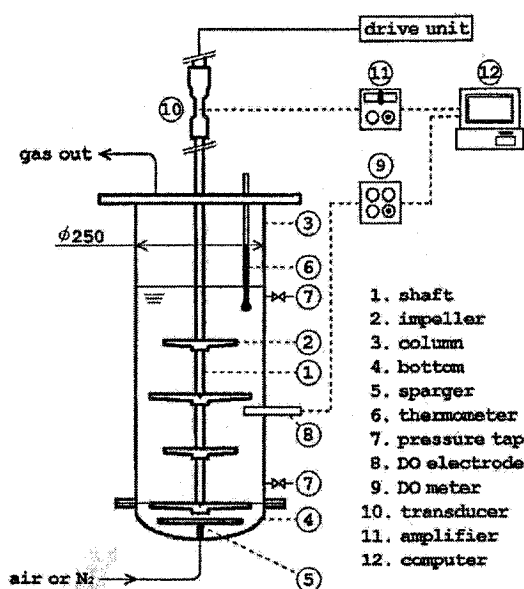 drive unit
11
12
10
gas out
9
3
ϕ250
6
7
2
1
8
7
4
air or N₂
5
1. shaft
2. impeller
3. column
4. bottom
5. sparger
6. thermometer
7. pressure tap
8. DO electrode
9. DO meter
10. transducer
11. amplifier
12. computer